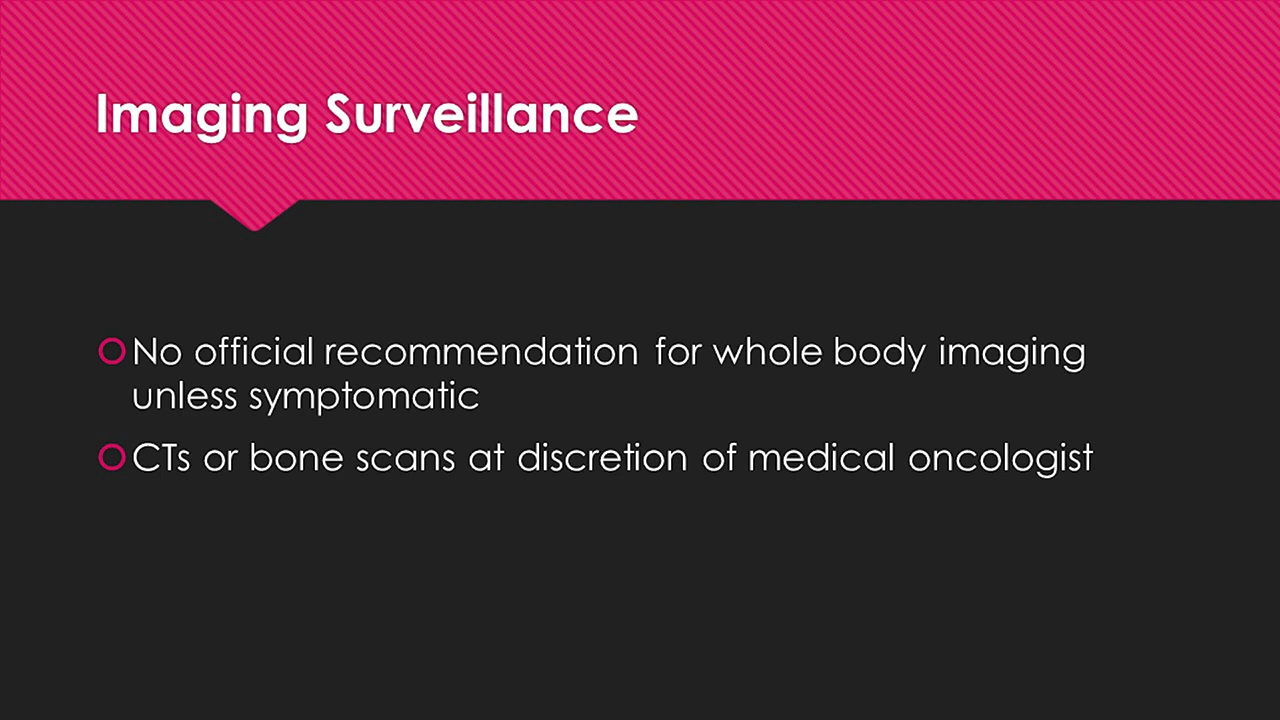 Imaging Surveillance
No official recommendation for whole body imaging
unless symptomatic
CTs or bone scans at discretion of medical oncologist